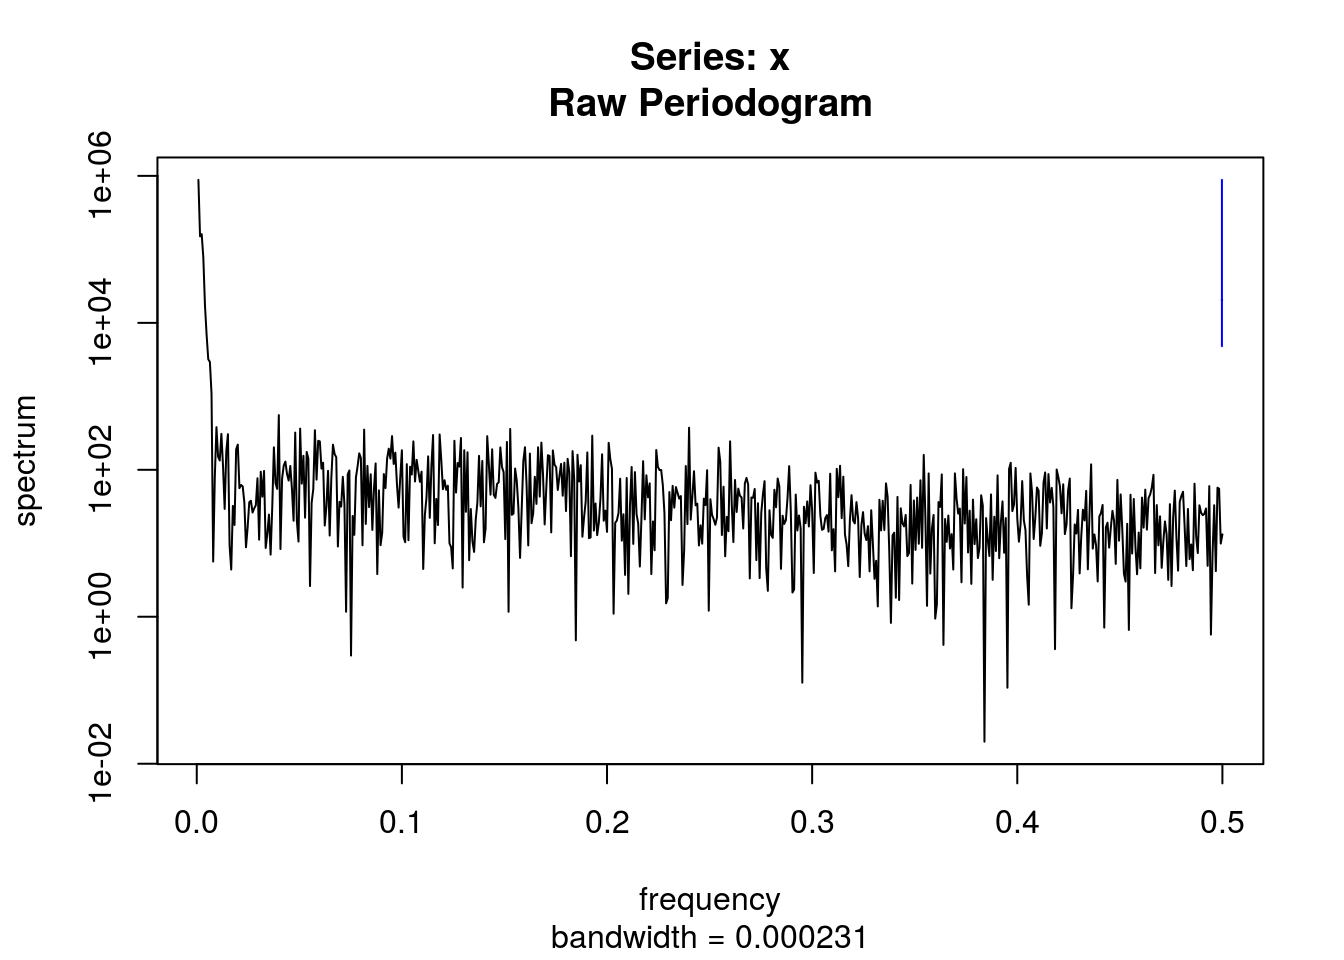 Series: x
Raw Periodogram
1e+06
1e+04
1e+02
1e+00
1e-02
spectrum
0.0 0.1 0.2 0.3 0.4 0.5
frequency
bandwidth = 0.000231